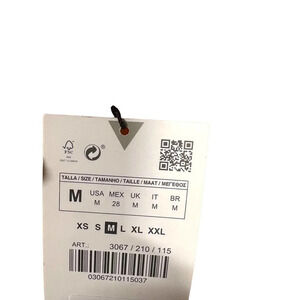 FSC
TALLA / SIZE / TAMANHO / TAILLE / MAAT / ΜΕΓΕΘΟΣ
M USA MEX UK IT BR
M 28 M M M
XS S M L XL XXL
ART.: 3067 / 210 / 115
03067210115037